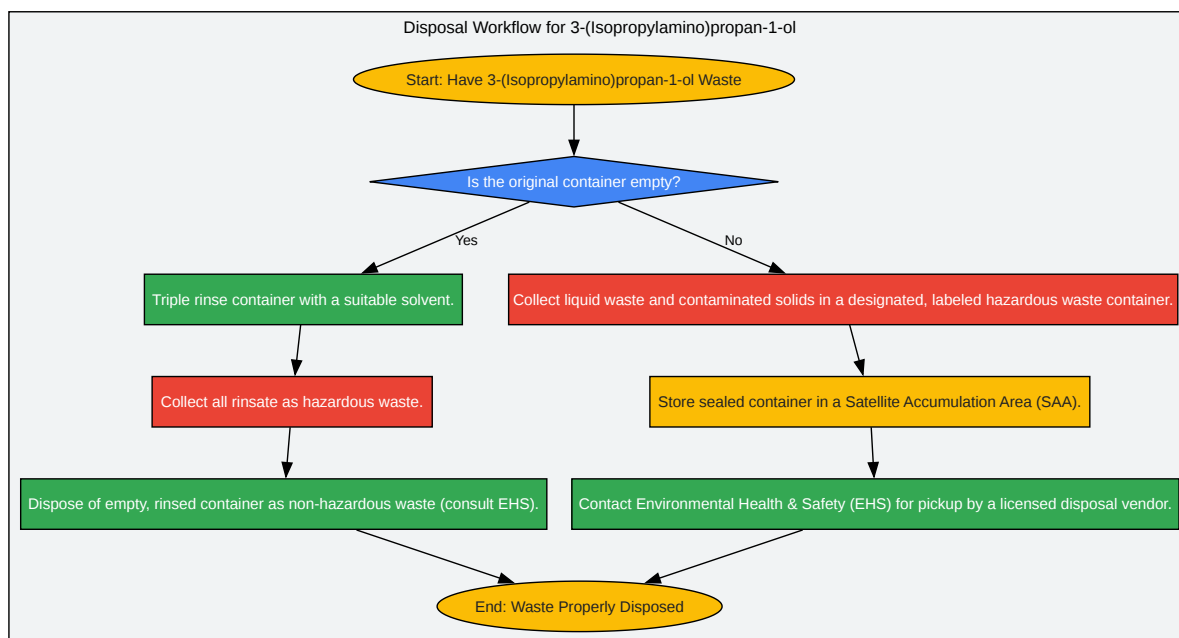 Disposal Workflow for 3-(Isopropylamino)propan-1-ol
Start: Have 3-(Isopropylamino)propan-1-ol Waste
Is the original container empty?
Yes
No
Triple rinse container with a suitable solvent.
Collect liquid waste and contaminated solids in a designated, labeled hazardous waste container.
Collect all rinsate as hazardous waste.
Store sealed container in a Satellite Accumulation Area (SAA).
Dispose of empty, rinsed container as non-hazardous waste (consult EHS).
Contact Environmental Health & Safety (EHS) for pickup by a licensed disposal vendor.
End: Waste Properly Disposed